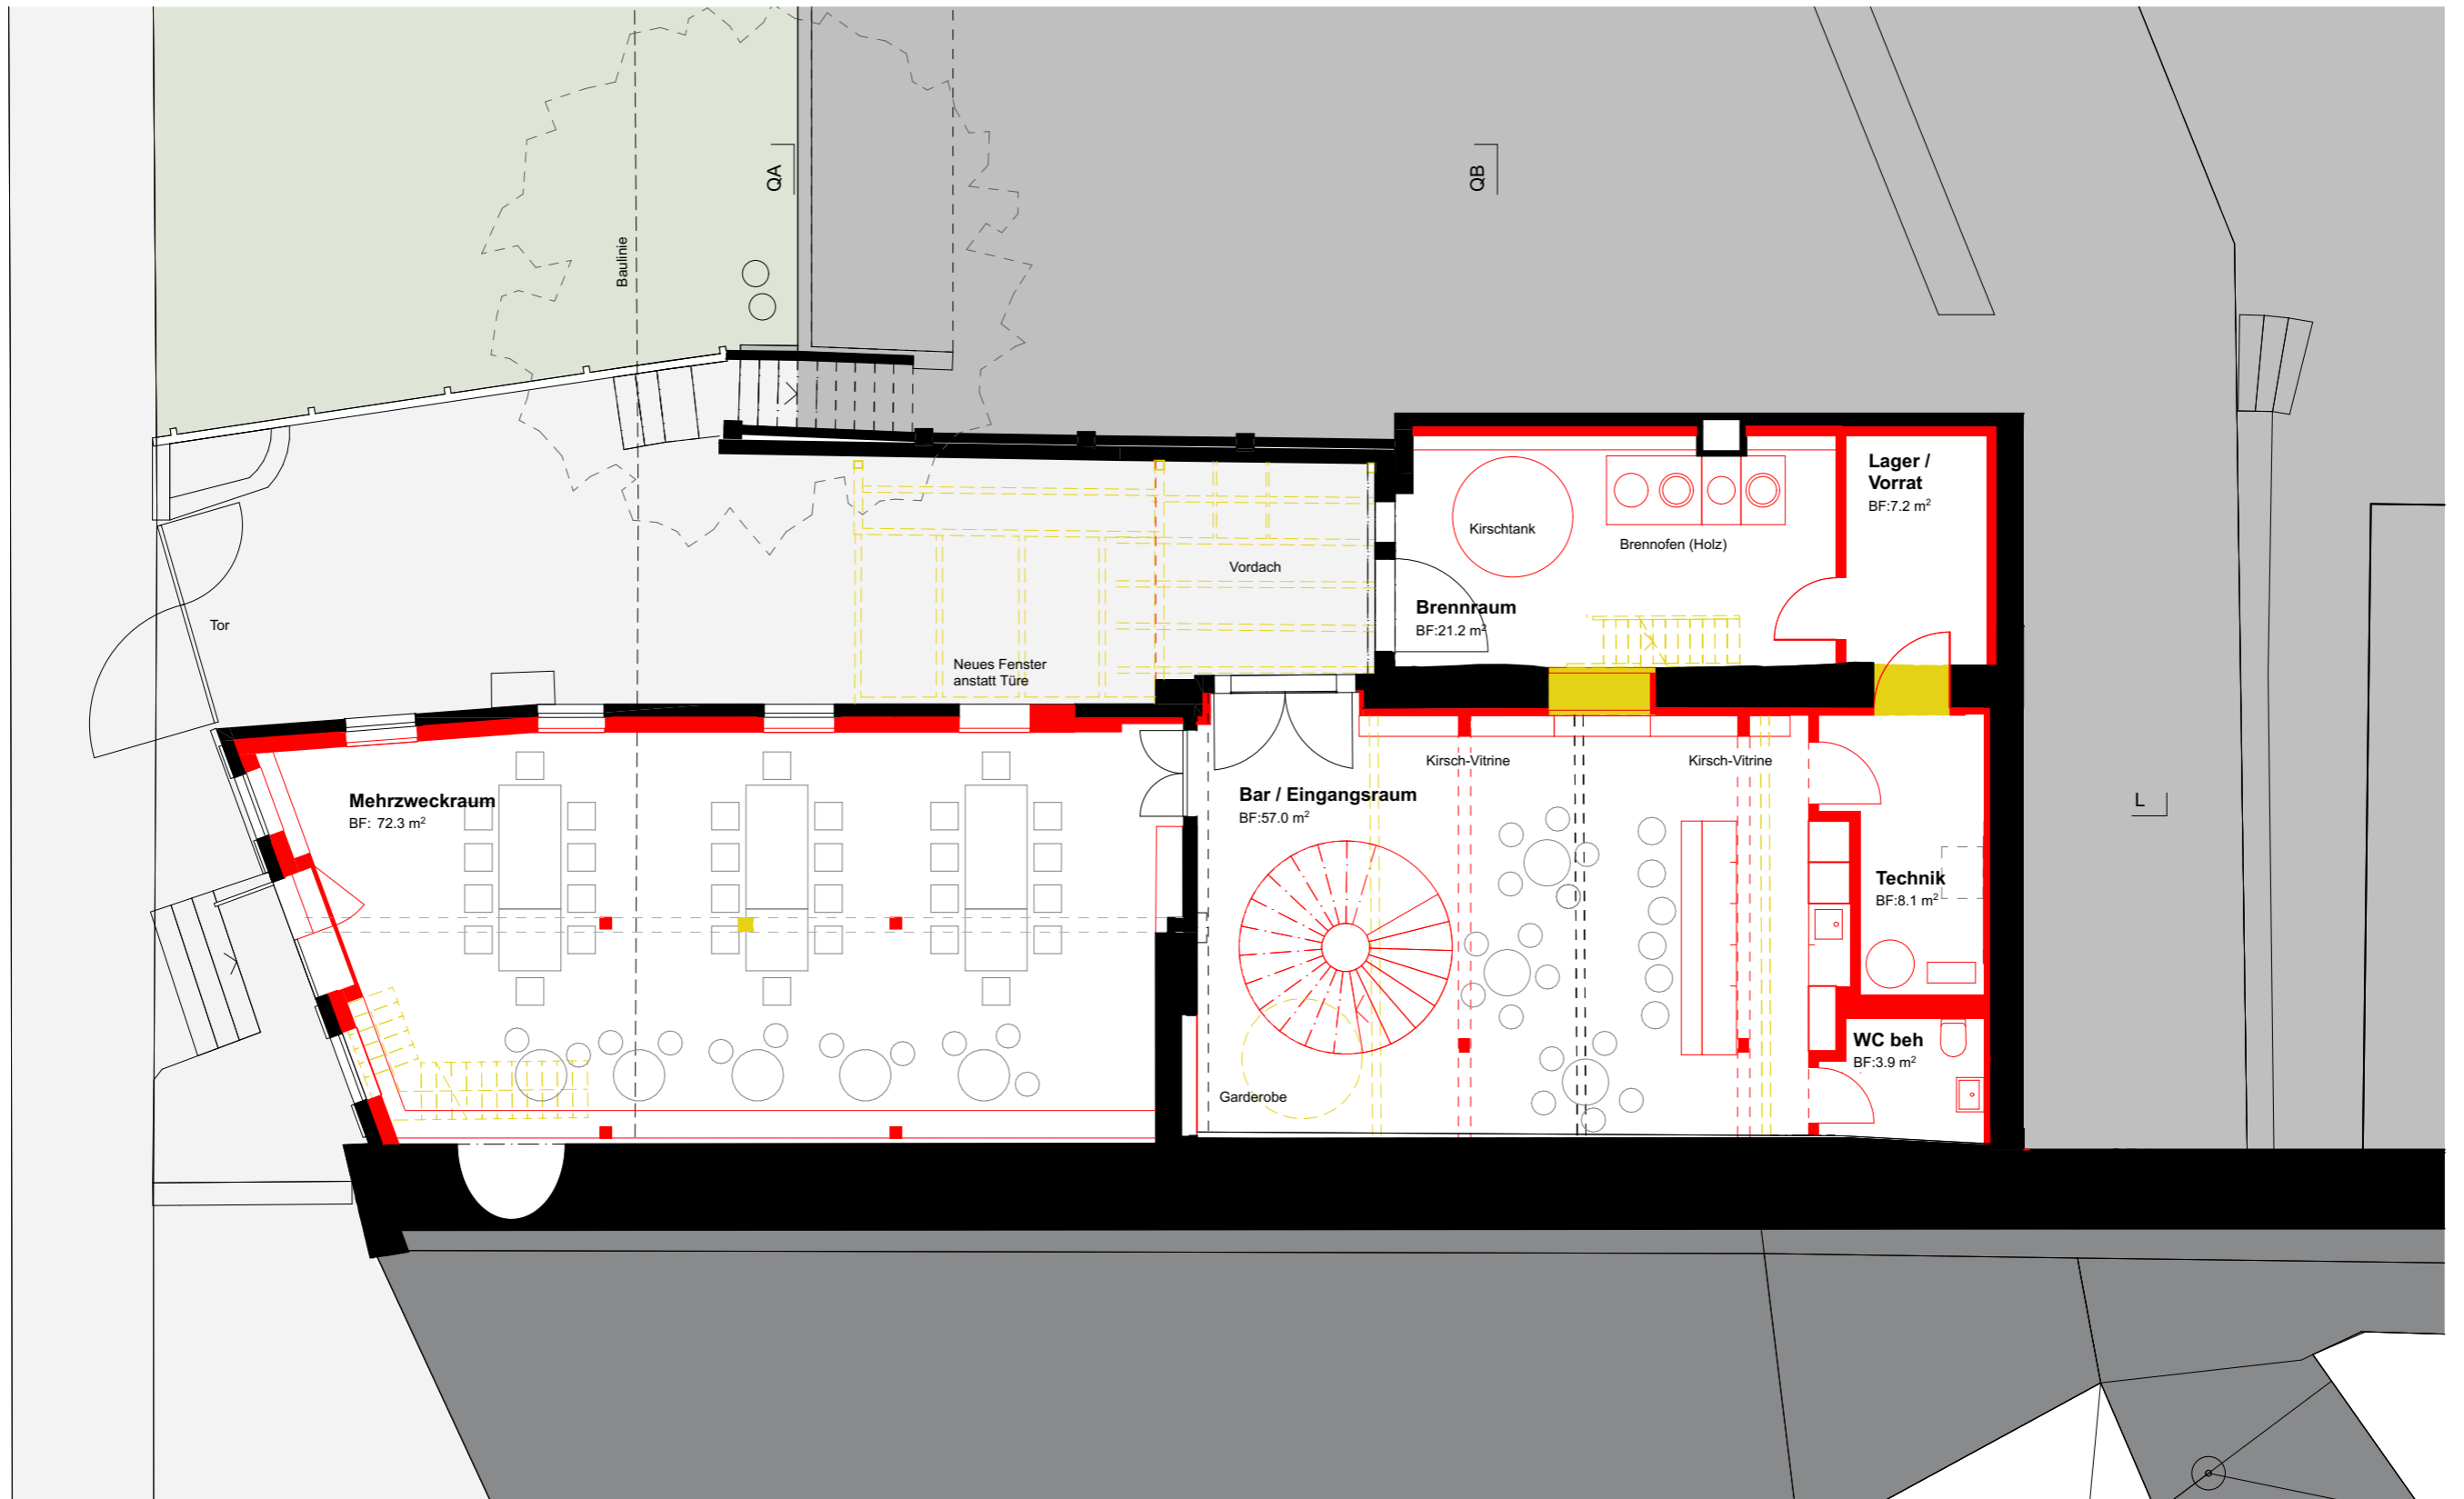 QA
QB
Baulinie
Lager /
Vorrat
BF:7.2 m²
Kirschtank
Brennofen (Holz)
Vordach
Brennraum
BF:21.2 m²
Tor
Neues Fenster
anstatt Türe
Kirsch-Vitrine
Kirsch-Vitrine
Mehrzweckraum
BF: 72.3 m²
Bar / Eingangsraum
BF:57.0 m²
L
Technik
BF:8.1 m²
WC beh
BF:3.9 m²
Garderobe